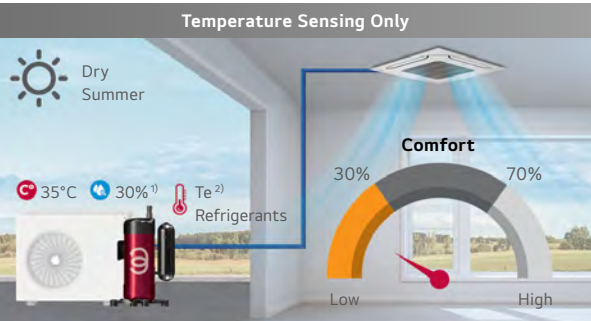 Temperature Sensing Only
Dry
Summer
Comfort
30%
70%
C° 35°C
30% 1)
Te 2)
Refrigerants
Low
High